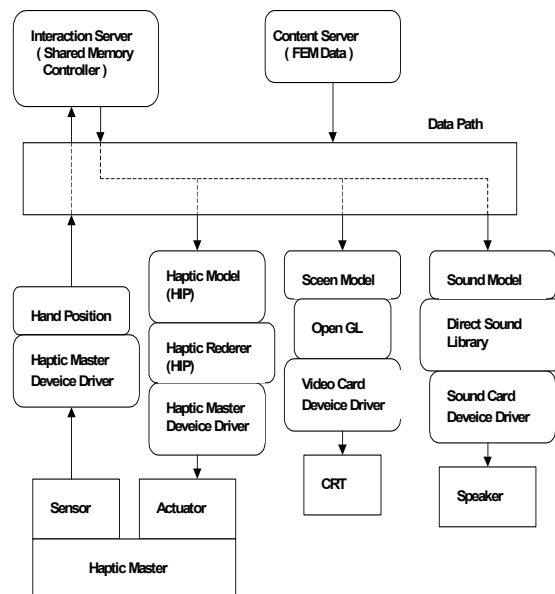 Interaction Server
( Shared Memory
Controller )
Content Server
( FEM Data )
Data Path
Hand Position
Haptic Master
Deveice Driver
Haptic Model
(HIP)
Haptic Rederer
(HIP)
Haptic Master
Deveice Driver
Sceen Model
Open GL
Video Card
Deveice Driver
Sound Model
Direct Sound
Library
Sound Card
Deveice Driver
Sensor
Actuator
CRT
Speaker
Haptic Master